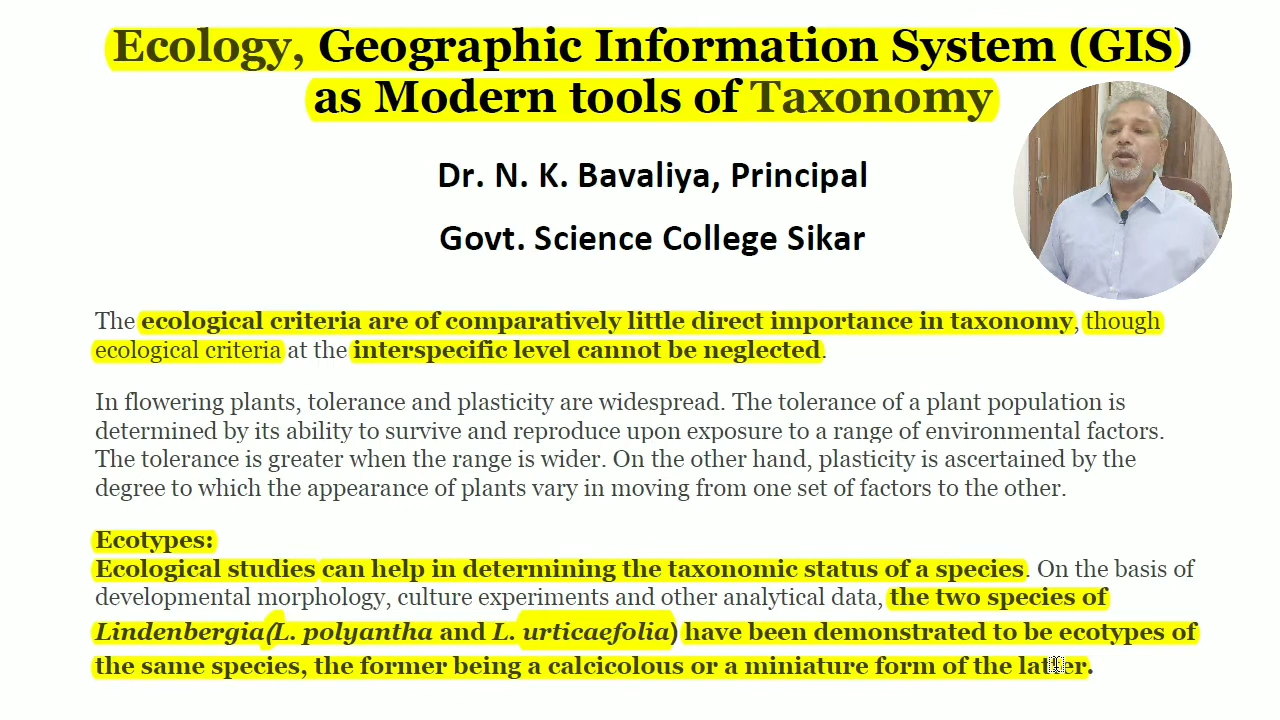 Ecology, Geographic Information System (GIS)
as Modern tools of Taxonomy
Dr. N. K. Bavaliya, Principal
Govt. Science College Sikar
The ecological criteria are of comparatively little direct importance in taxonomy, though
ecological criteria at the interspecific level cannot be neglected.
In flowering plants, tolerance and plasticity are widespread. The tolerance of a plant population is
determined by its ability to survive and reproduce upon exposure to a range of environmental factors.
The tolerance is greater when the range is wider. On the other hand, plasticity is ascertained by the
degree to which the appearance of plants vary in moving from one set of factors to the other.
Ecotypes:
Ecological studies can help in determining the taxonomic status of a species. On the basis of
developmental morphology, culture experiments and other analytical data, the two species of
Lindenbergia(L. polyantha and L. urticaefolia) have been demonstrated to be ecotypes of
the same species, the former being a calcicolous or a miniature form of the latter.